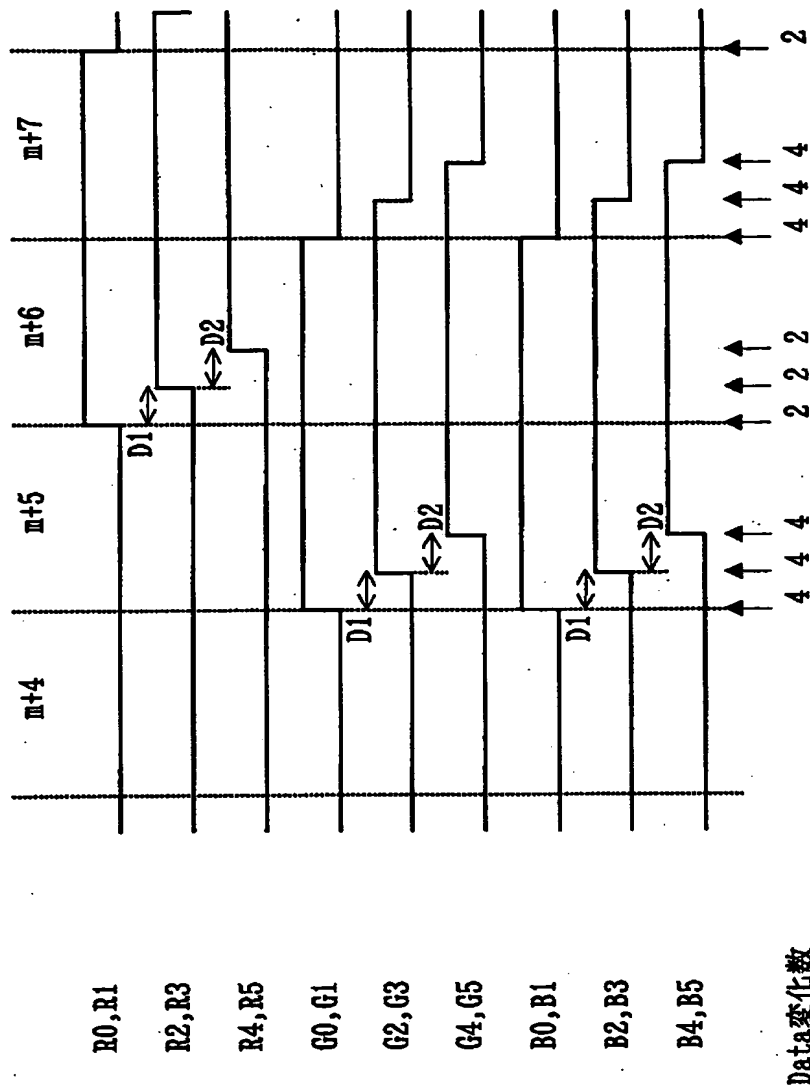 m+4 m+5 m+6 m+7
R0,R1
D1
R2,R3
D2
R4,R5
G0,G1
D1
G2,G3
D2
G4,G5
B0,B1
D1
B2,B3
D2
B4,B5
Data変化数 4 4 4 2 2 2 4 4 4 2